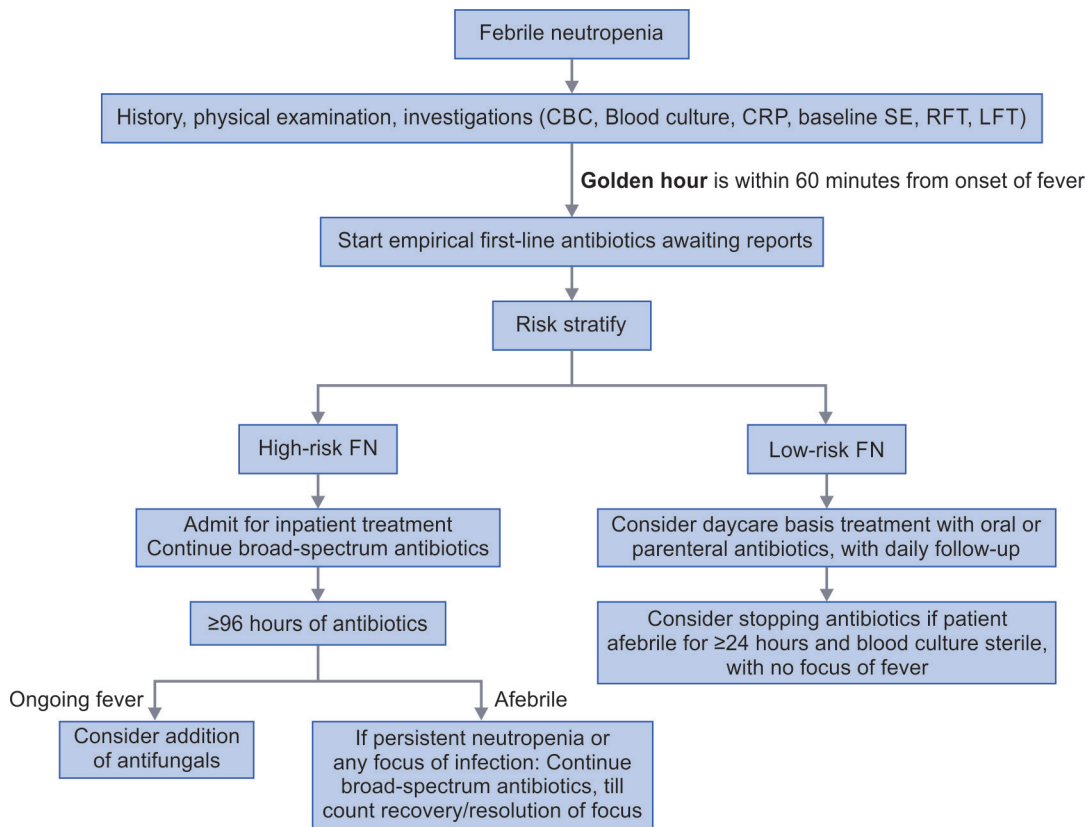 Febrile neutropenia
History, physical examination, investigations (CBC, Blood culture, CRP, baseline SE, RFT, LFT)
Golden hour is within 60 minutes from onset of fever
Start empirical first-line antibiotics awaiting reports
Risk stratify
High-risk FN
Low-risk FN
Admit for inpatient treatment
Continue broad-spectrum antibiotics
Consider daycare basis treatment with oral or
parenteral antibiotics, with daily follow-up
≥96 hours of antibiotics
Consider stopping antibiotics if patient
afebrile for ≥24 hours and blood culture sterile,
with no focus of fever
Ongoing fever
Afebrile
Consider addition
of antifungals
If persistent neutropenia or
any focus of infection: Continue
broad-spectrum antibiotics, till
count recovery/resolution of focus